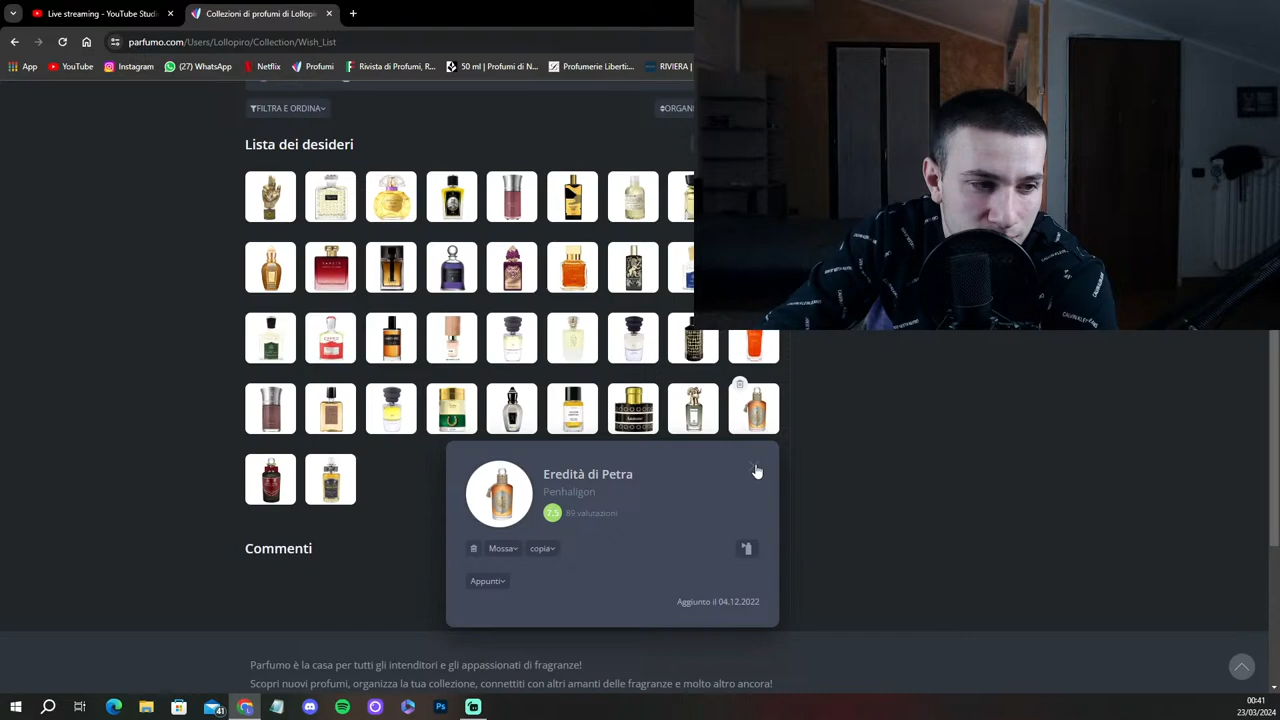 Live streaming - YouTube Studi
Collezioni di profumi di Lollopi
parfumo.com/Users/Lollopiro/Collection/Wish_List
App
YouTube
Instagram
(27) WhatsApp
Netflix
Profumi
Rivista di Profumi, R...
50 ml | Profumi di N...
Profumerie Liberti:...
RIVIERA |
FILTRA E ORDINA
ORGANI
Lista dei desideri
Eredità di Petra
Penhaligon
7.5 89 valutazioni
Mossa copia
Appunti
Aggiunto il 04.12.2022
Commenti
Parfumo è la casa per tutti gli intenditori e gli appassionati di fragranze!
Scopri nuovi profumi, organizza la tua collezione, connettiti con altri amanti delle fragranze e molto altro ancora!
41
00:41
23/03/2024